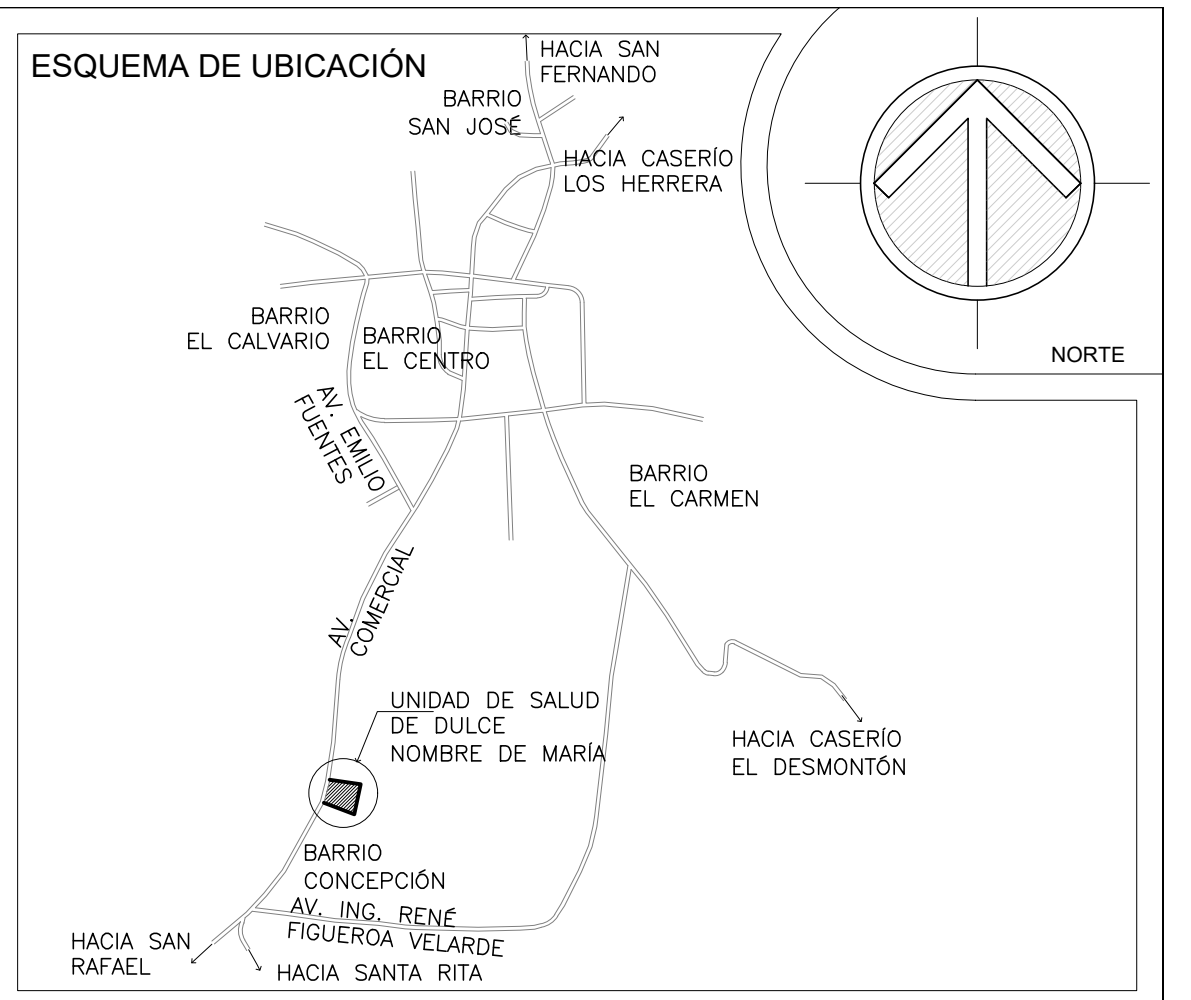 ESQUEMA DE UBICACIÓN
HACIA SAN
FERNANDO
BARRIO
SAN JOSÉ
HACIA CASERÍO
LOS HERRERA
NORTE
BARRIO
EL CALVARIO
BARRIO
EL CENTRO
AV. EMILIO
FUENTES
BARRIO
EL CARMEN
AV.
COMERCIAL
UNIDAD DE SALUD
DE DULCE
NOMBRE DE MARÍA
HACIA CASERÍO
EL DESMONTÓN
BARRIO
CONCEPCIÓN
AV. ING. RENÉ
FIGUEROA VELARDE
HACIA SAN
RAFAEL
HACIA SANTA RITA